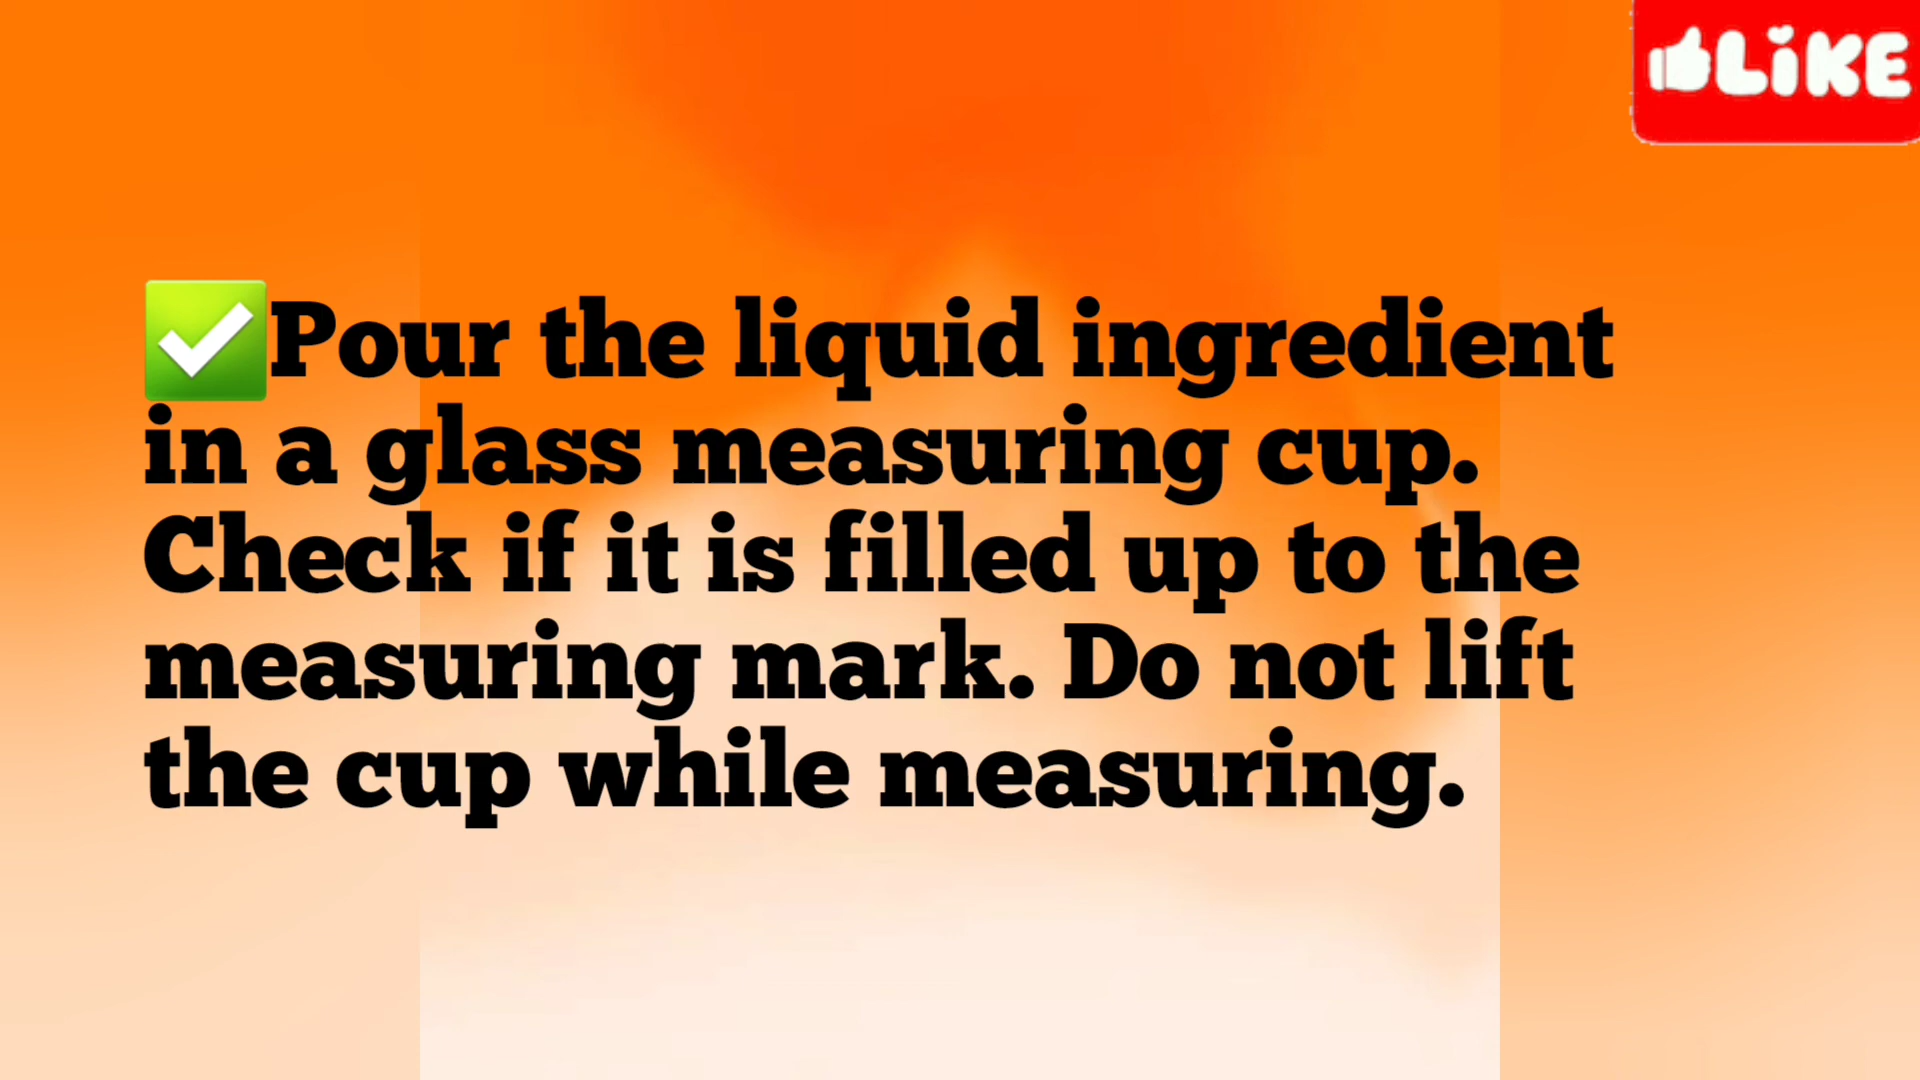 LiKE
✅Pour the liquid ingredient
in a glass measuring cup.
Check if it is filled up to the
measuring mark. Do not lift
the cup while measuring.